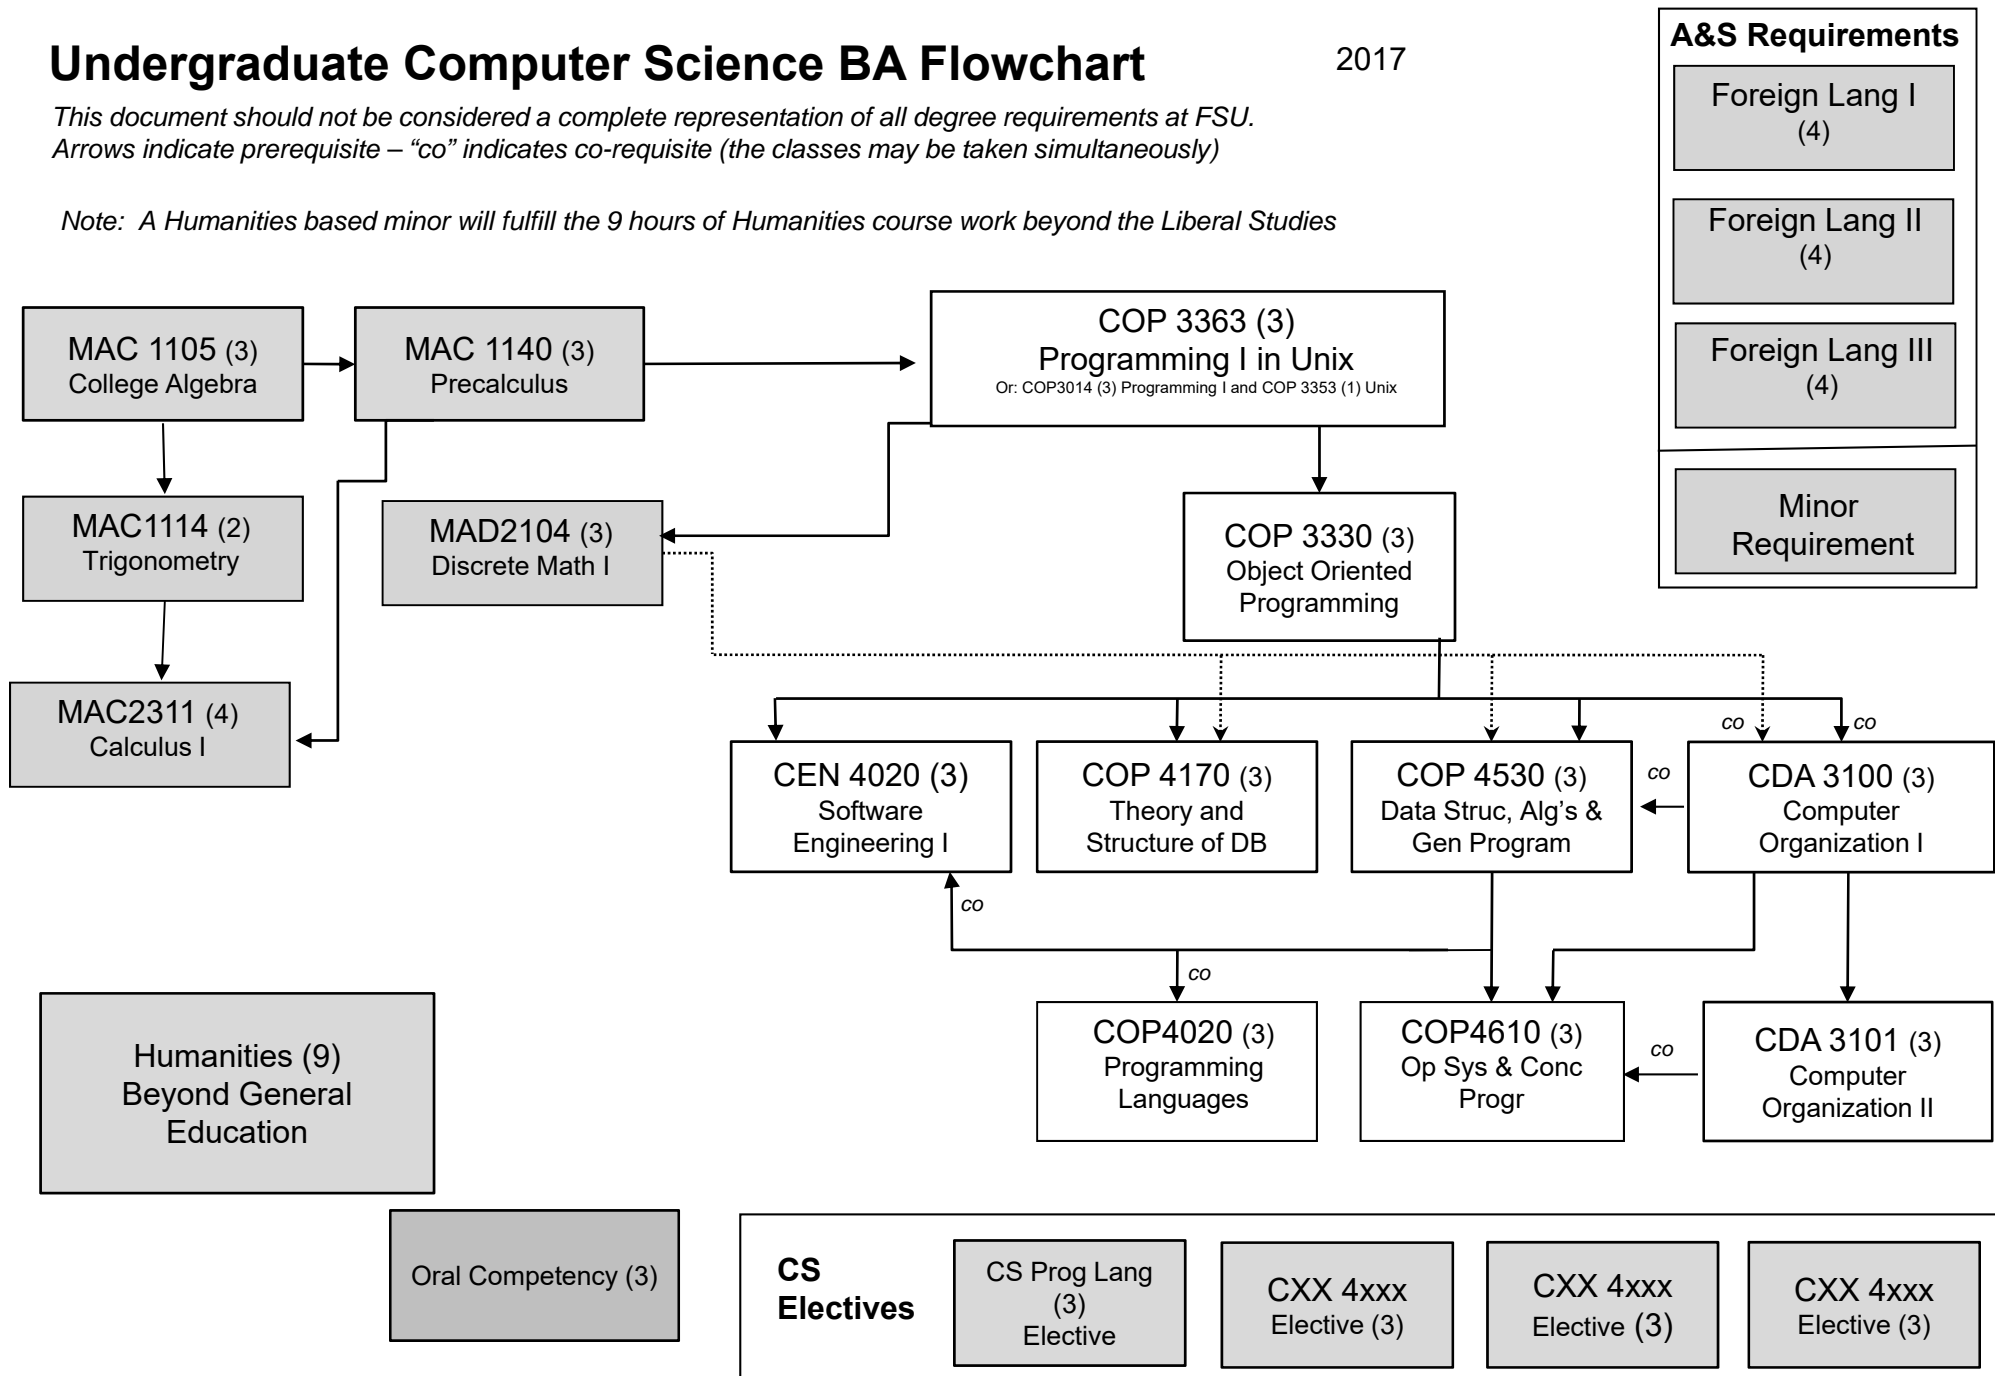 Undergraduate Computer Science BA Flowchart
2017
This document should not be considered a complete representation of all degree requirements at FSU.
Arrows indicate prerequisite – “co” indicates co-requisite (the classes may be taken simultaneously)
Note: A Humanities based minor will fulfill the 9 hours of Humanities course work beyond the Liberal Studies
A&S Requirements
Foreign Lang I
(4)
Foreign Lang II
(4)
Foreign Lang III
(4)
Minor
Requirement
MAC 1105 (3)
College Algebra
MAC 1140 (3)
Precalculus
COP 3363 (3)
Programming I in Unix
Or: COP3014 (3) Programming I and COP 3353 (1) Unix
MAC1114 (2)
Trigonometry
MAD2104 (3)
Discrete Math I
COP 3330 (3)
Object Oriented
Programming
MAC2311 (4)
Calculus I
co
co
CEN 4020 (3)
Software
Engineering I
COP 4170 (3)
Theory and
Structure of DB
COP 4530 (3)
Data Struc, Alg’s &
Gen Program
co
CDA 3100 (3)
Computer
Organization I
co
co
COP4020 (3)
Programming
Languages
COP4610 (3)
Op Sys & Conc
Progr
co
CDA 3101 (3)
Computer
Organization II
Humanities (9)
Beyond General
Education
Oral Competency (3)
CS
Electives
CS Prog Lang
(3)
Elective
CXX 4xxx
Elective (3)
CXX 4xxx
Elective (3)
CXX 4xxx
Elective (3)